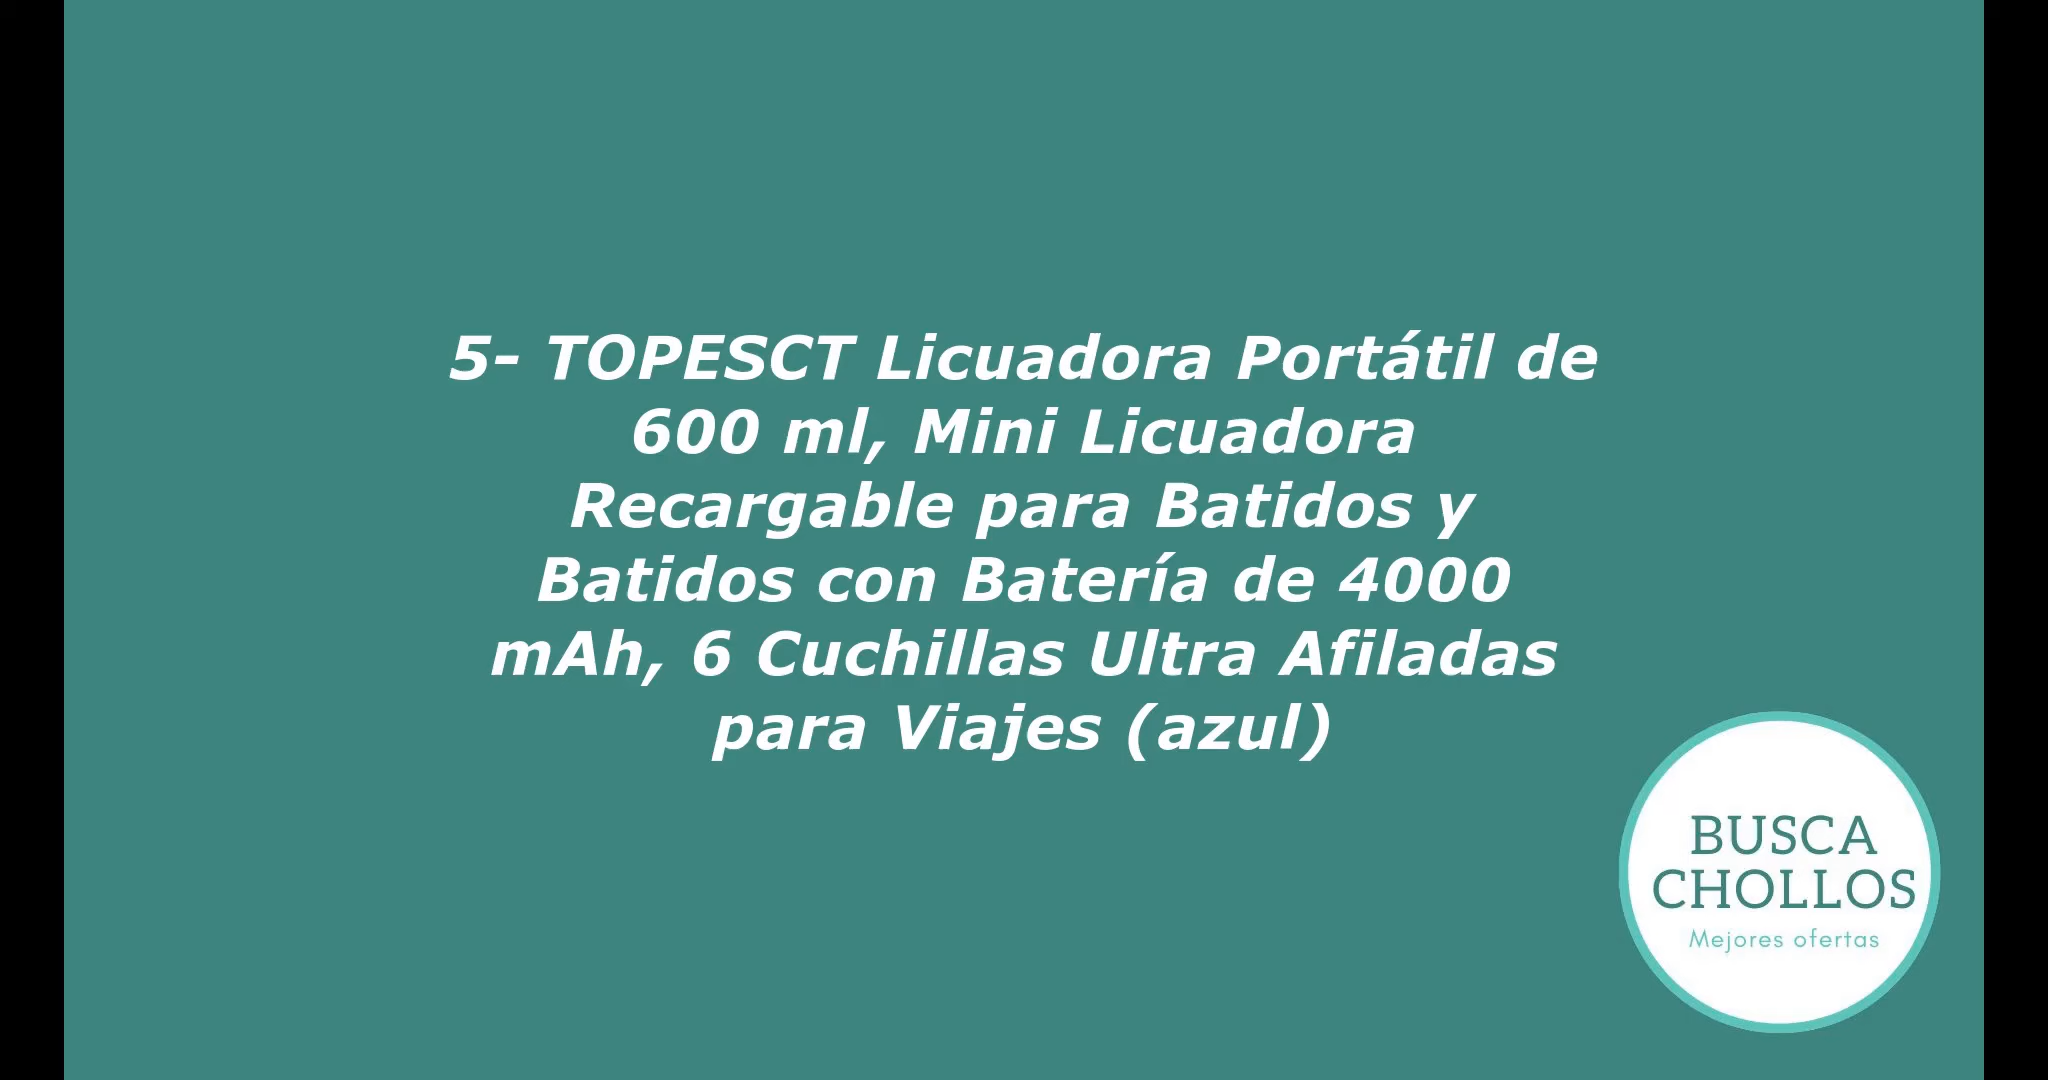 5- TOPESCT Licuadora Portátil de
600 ml, Mini Licuadora
Recargable para Batidos y
Batidos con Batería de 4000
mAh, 6 Cuchillas Ultra Afiladas
para Viajes (azul)
BUSCA
CHOLLOS
Mejores ofertas